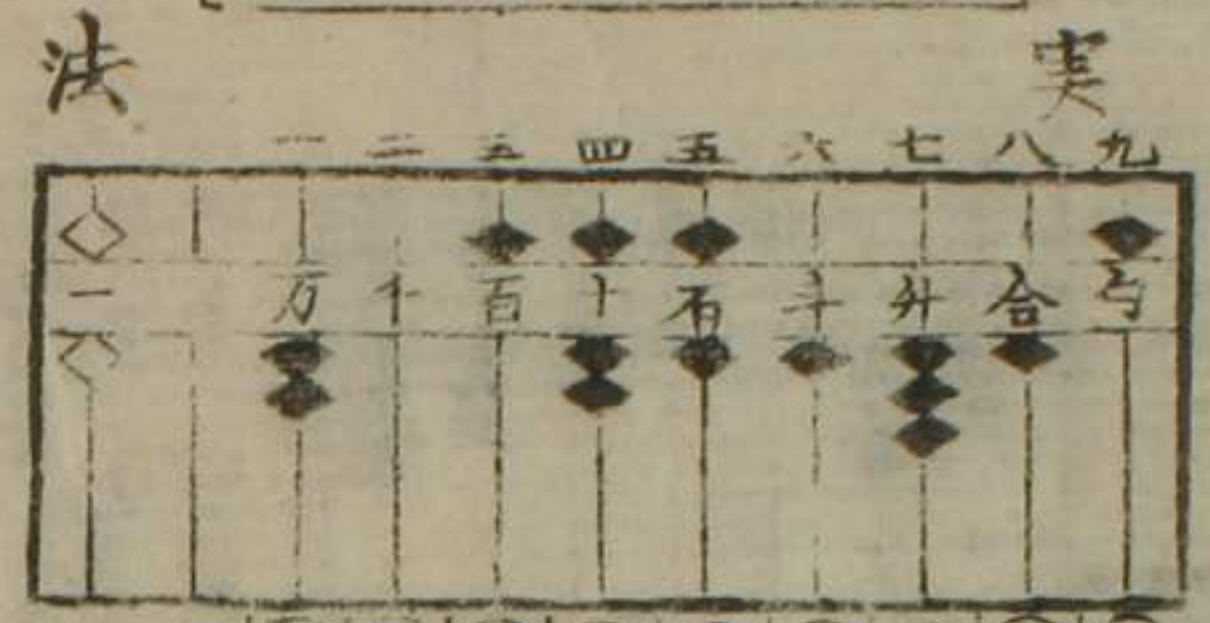 法 実
一 二 三 四 五 六 七 八 九
一 万 千 百 十 石 斗 升 合 勺